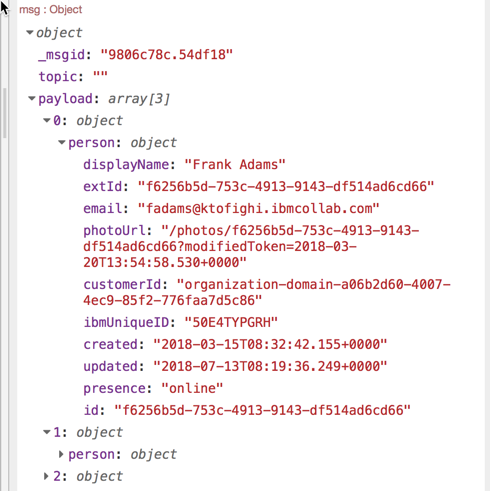 msg : Object
object
_msgid: "9806c78c.54df18"
topic: ""
payload: array[3]
0: object
person: object
displayName: "Frank Adams"
extId: "f6256b5d-753c-4913-9143-df514ad6cd66"
email: "fadams@ktofighi.ibmcollab.com"
photoUrl: "/photos/f6256b5d-753c-4913-9143-
df514ad6cd66?modifiedToken=2018-03-
20T13:54:58.530+0000"
customerId: "organization-domain-a06b2d60-4007-
4ec9-85f2-776faa7d5c86"
ibmUniqueID: "50E4TYPGRH"
created: "2018-03-15T08:32:42.155+0000"
updated: "2018-07-13T08:19:36.249+0000"
presence: "online"
id: "f6256b5d-753c-4913-9143-df514ad6cd66"
1: object
person: object
2: object